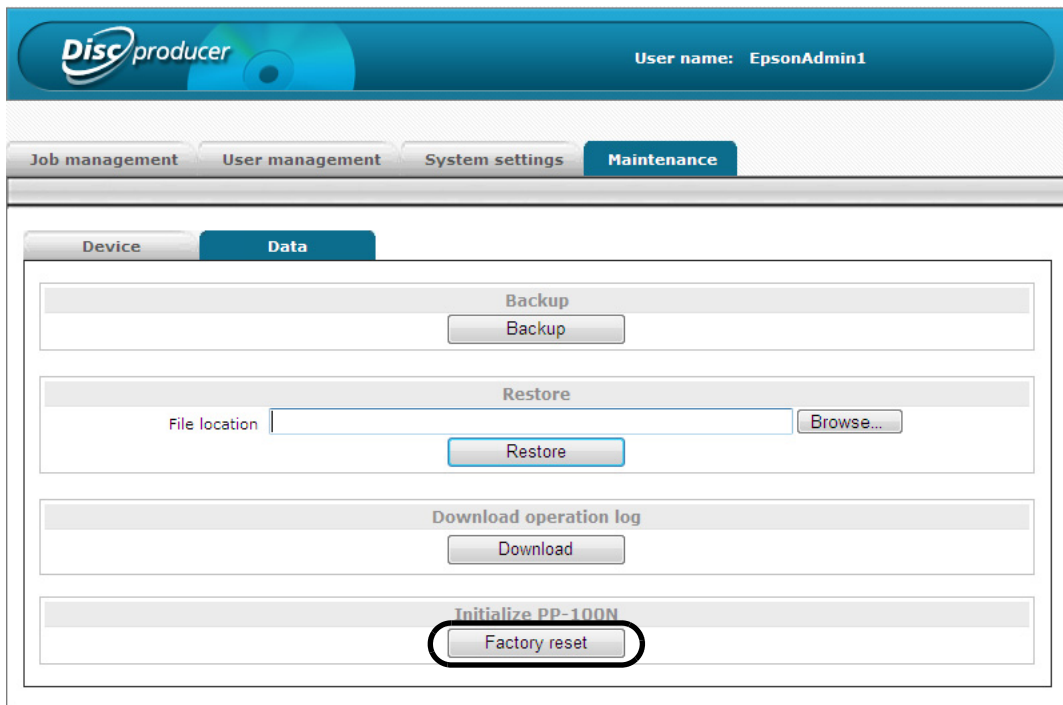 Disc producer
User name: EpsonAdmin1
Job management User management System settings Maintenance
Device Data
Backup
Backup
Restore
File location Browse...
Restore
Download operation log
Download
Initialize PP-100N
Factory reset